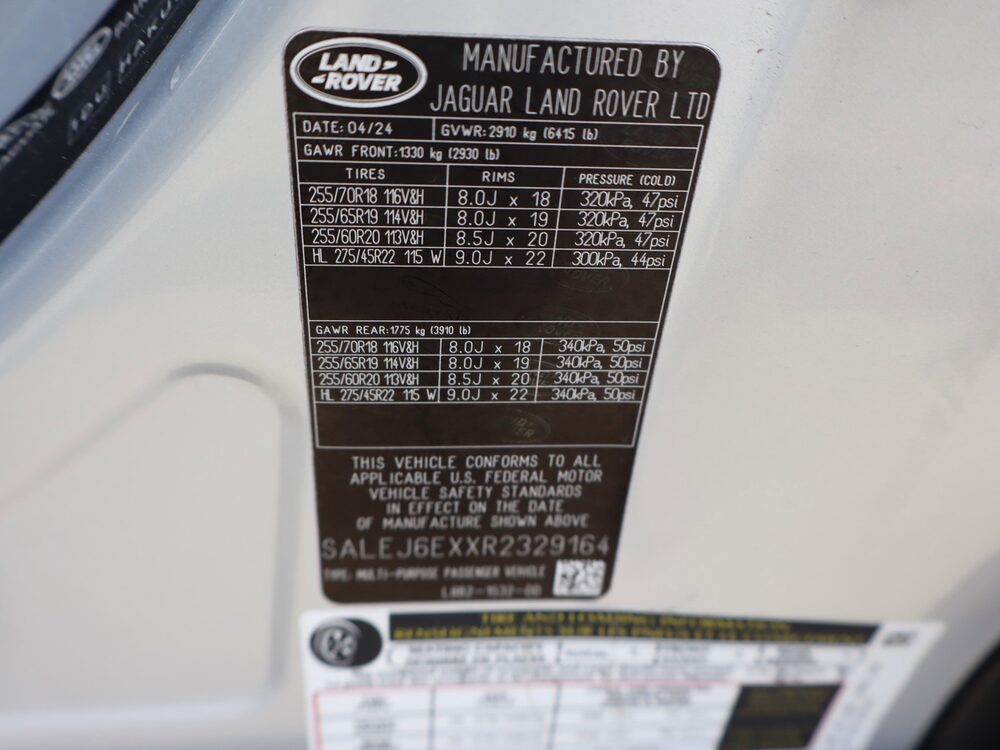 LAND ROVER
MANUFACTURED BY
JAGUAR LAND ROVER LTD
DATE: 04/24 GVWR: 2910 kg (6415 lb)
GAWR FRONT: 1330 kg (2930 lb)
TIRES RIMS PRESSURE (COLD)
255/70R18 116V&H 8.0J x 18 320kPa, 47psi
255/65R19 114V&H 8.0J x 19 320kPa, 47psi
255/60R20 113V&H 8.5J x 20 320kPa, 47psi
HL 275/45R22 115 W 9.0J x 22 300kPa, 44psi
GAWR REAR: 1775 kg (3910 lb)
255/70R18 116V&H 8.0J x 18 340kPa, 50psi
255/65R19 114V&H 8.0J x 19 340kPa, 50psi
255/60R20 113V&H 8.5J x 20 340kPa, 50psi
HL 275/45R22 115 W 9.0J x 22 340kPa, 50psi
THIS VEHICLE CONFORMS TO ALL
APPLICABLE U.S. FEDERAL MOTOR
VEHICLE SAFETY STANDARDS
IN EFFECT ON THE DATE
OF MANUFACTURE SHOWN ABOVE
SALEJ6EXXR2329164
TYPE: MULTI-PURPOSE PASSENGER VEHICLE
TIRE AND LOADING INFORMATION